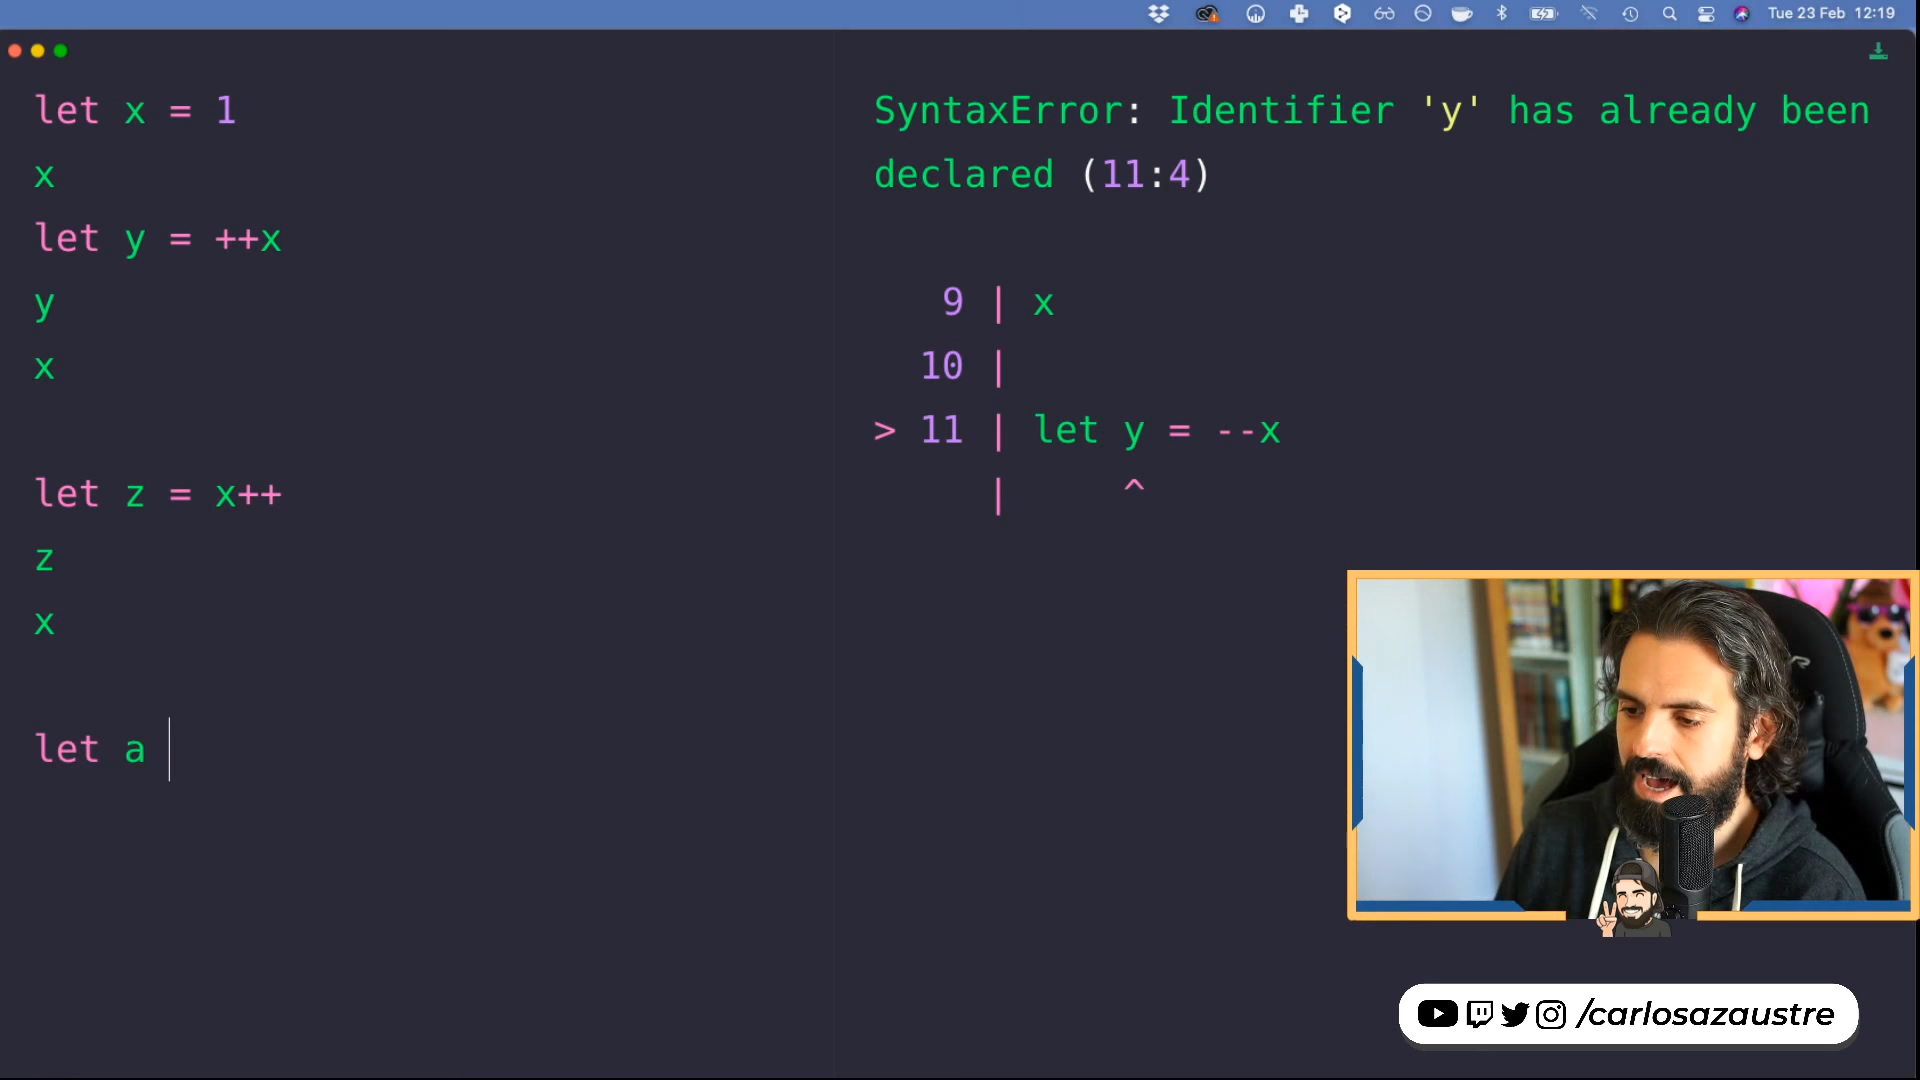 Tue 23 Feb 12:19
let x = 1
x
let y = ++x
y
x
let z = x++
z
x
let a
SyntaxError: Identifier 'y' has already been
declared (11:4)
9 | x
10 |
> 11 | let y = --x
| ^
/carlosazaustre